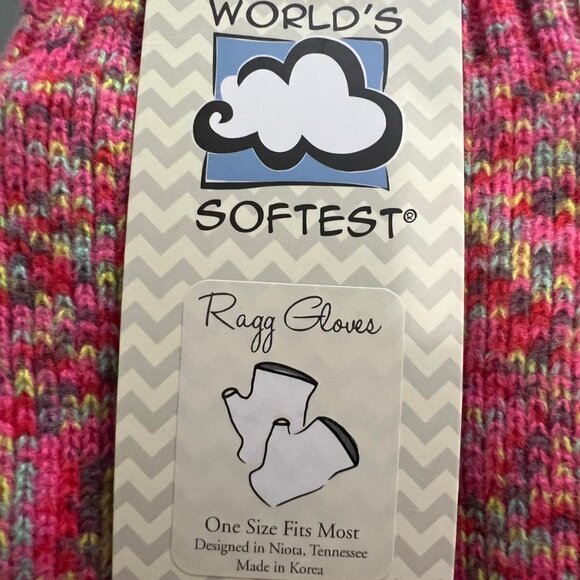 WORLD'S
SOFTEST®
Ragg Gloves
One Size Fits Most
Designed in Niota, Tennessee
Made in Korea